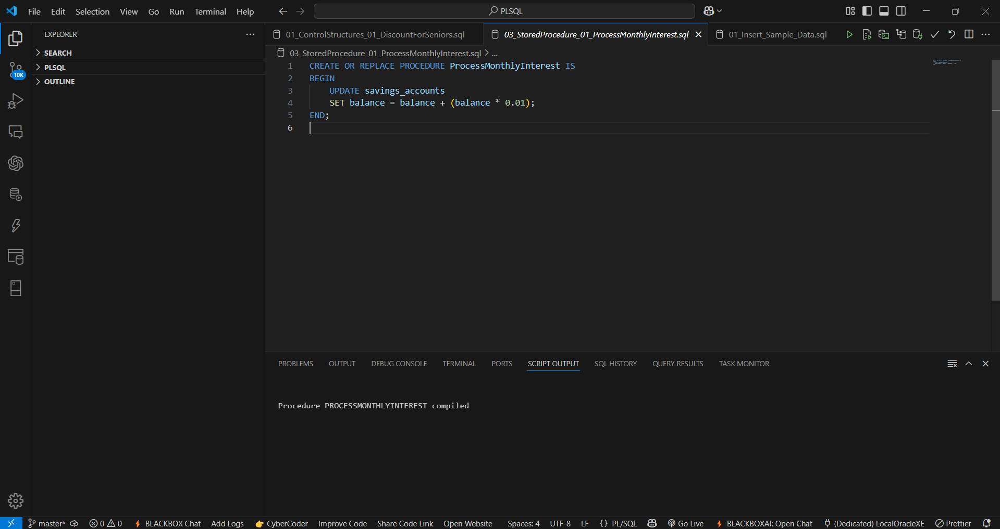 File Edit Selection View Go Run Terminal Help
PLSQL
EXPLORER
SEARCH
PLSQL
OUTLINE
10K
01_ControlStructures_01_DiscountForSeniors.sql
03_StoredProcedure_01_ProcessMonthlyInterest.sql
01_Insert_Sample_Data.sql
03_StoredProcedure_01_ProcessMonthlyInterest.sql > ...
1 CREATE OR REPLACE PROCEDURE ProcessMonthlyInterest IS
2 BEGIN
3 UPDATE savings_accounts
4 SET balance = balance + (balance * 0.01);
5 END;
6
PROBLEMS OUTPUT DEBUG CONSOLE TERMINAL PORTS SCRIPT OUTPUT SQL HISTORY QUERY RESULTS TASK MONITOR
Procedure PROCESSMONTHLYINTEREST compiled
master* 0 0 BLACKBOX Chat Add Logs CyberCoder Improve Code Share Code Link Open Website Spaces: 4 UTF-8 LF {} PL/SQL Go Live BLACKBOXAI: Open Chat (Dedicated) LocalOracleXE Prettier